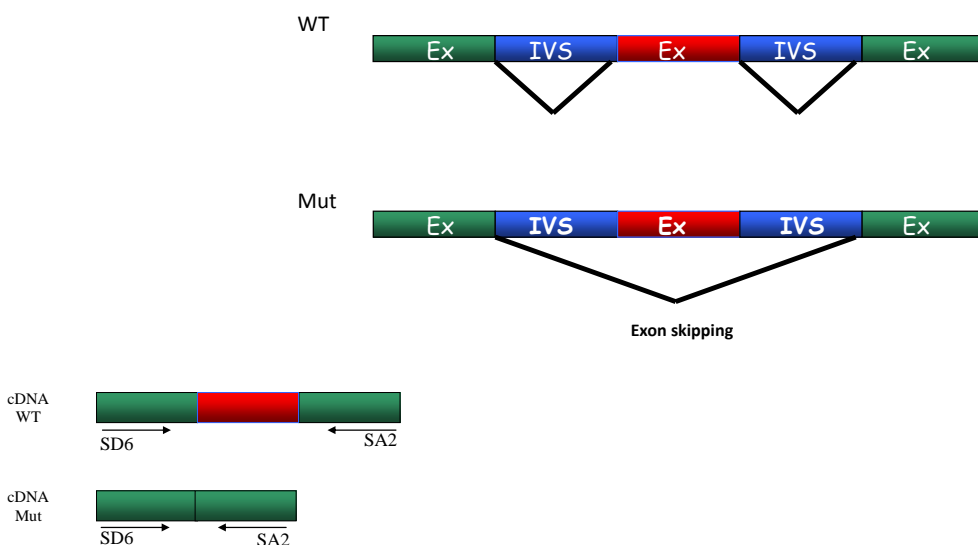 WT
Ex IVS Ex IVS Ex
Mut
Ex IVS Ex IVS Ex
Exon skipping
cDNA
WT
SD6 SA2
cDNA
Mut
SD6 SA2